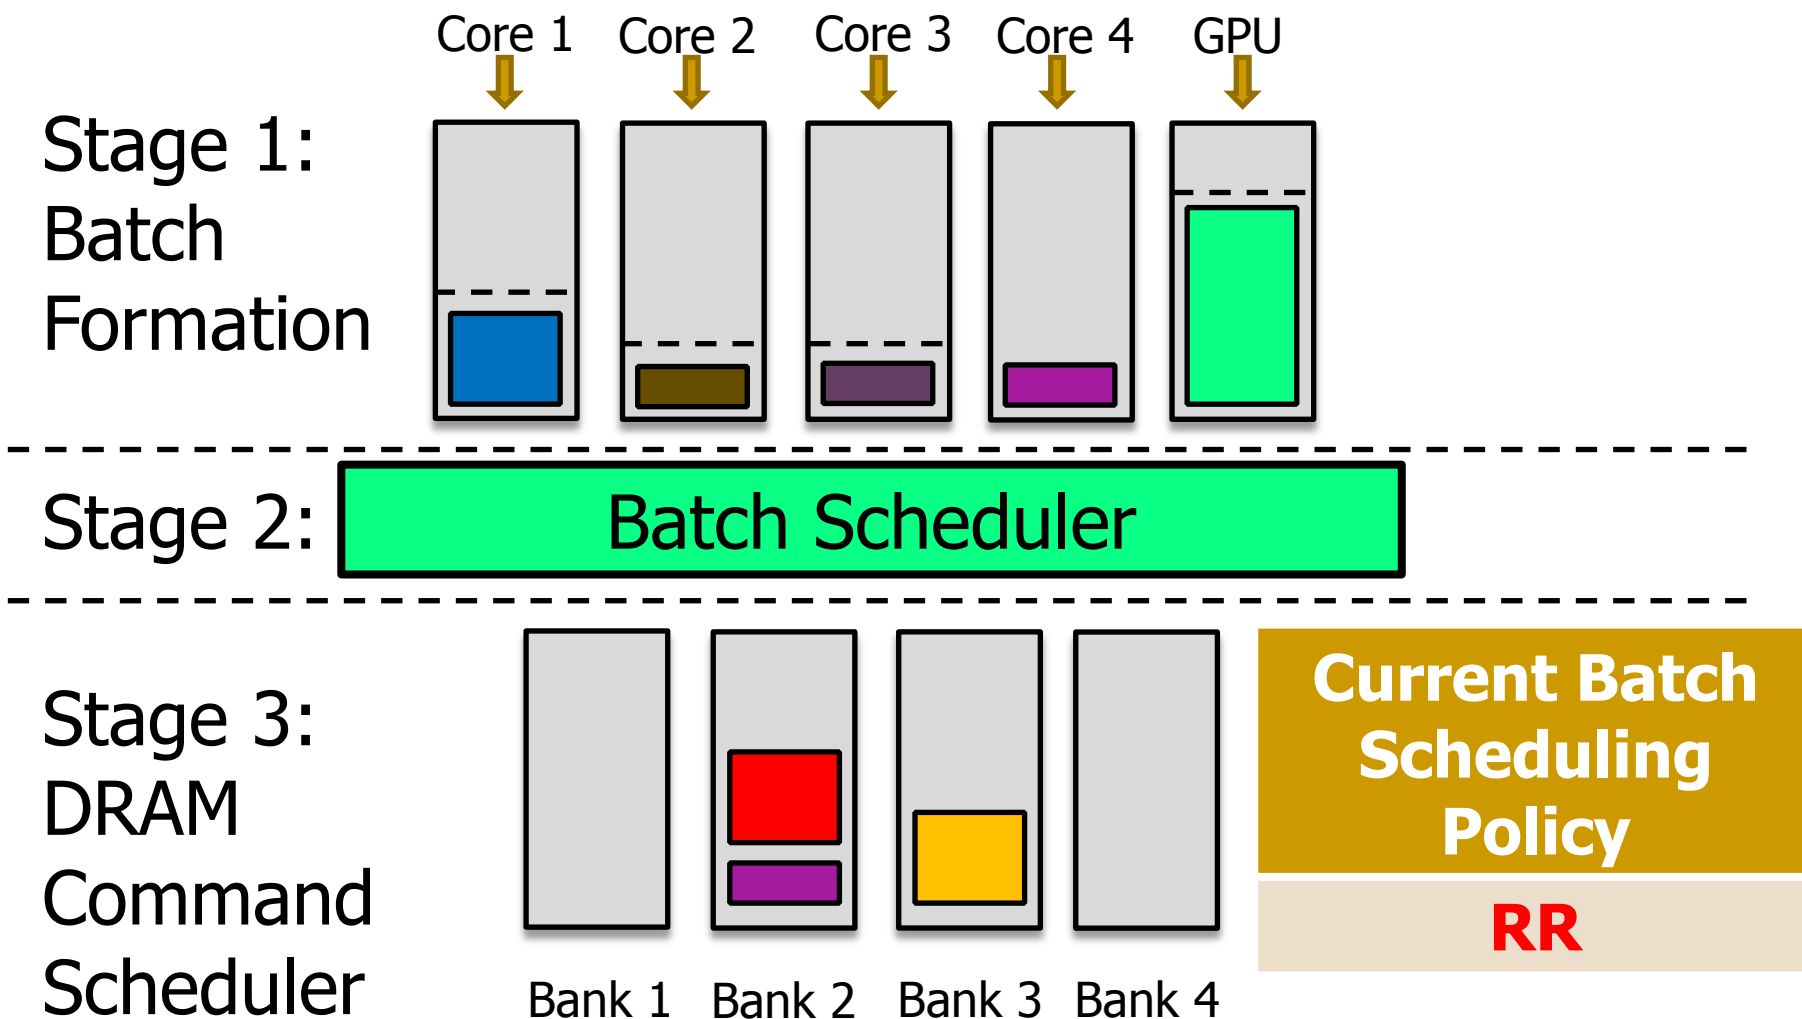 Core 1 Core 2 Core 3 Core 4 GPU
Stage 1:
Batch
Formation
Stage 2:
Batch Scheduler
Stage 3:
DRAM
Command
Scheduler
Current Batch
Scheduling
Policy
RR
Bank 1 Bank 2 Bank 3 Bank 4